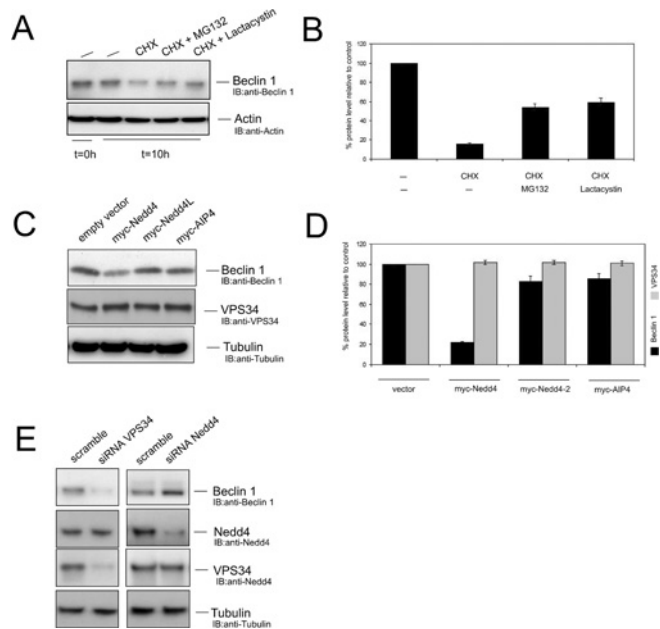 A
—
—
CHX
CHX + MG132
CHX + Lactacystin
Beclin 1
IB:anti-Beclin 1
Actin
IB:anti-Actin
t=0h
t=10h
B
% protein level relative to control
120
100
80
60
40
20
0
— CHX CHX CHX
— — MG132 Lactacystin
C
empty vector
myc-Nedd4
myc-Nedd4L
myc-AIP4
Beclin 1
IB:anti-Beclin 1
VPS34
IB:anti-VPS34
Tubulin
IB:anti-Tubulin
D
% protein level relative to control
120
100
80
60
40
20
0
vector myc-Nedd4 myc-Nedd4-2 myc-AIP4
VPS34
Beclin 1
E
scramble
siRNA VPS34
scramble
siRNA Nedd4
Beclin 1
IB:anti-Beclin 1
Nedd4
IB:anti-Nedd4
VPS34
IB:anti-Nedd4
Tubulin
IB:anti-Tubulin